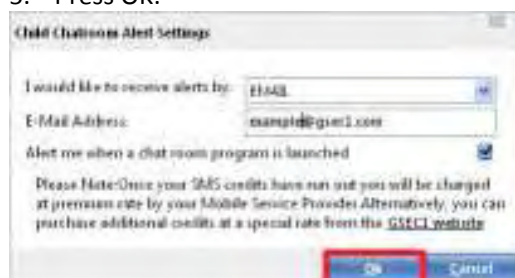 Press OK.
Child Chatroom Alert Settings
I would like to receive alerts by: EMAIL
E-Mail Address: example@gsec1.com
Alert me when a chat room program is launched
Please Note:Once your SMS credits have run out you will be charged
at premium rate by your Mobile Service Provider Alternatively, you can
purchase additional credits at a special rate from the GSEC1 website
Ok Cancel